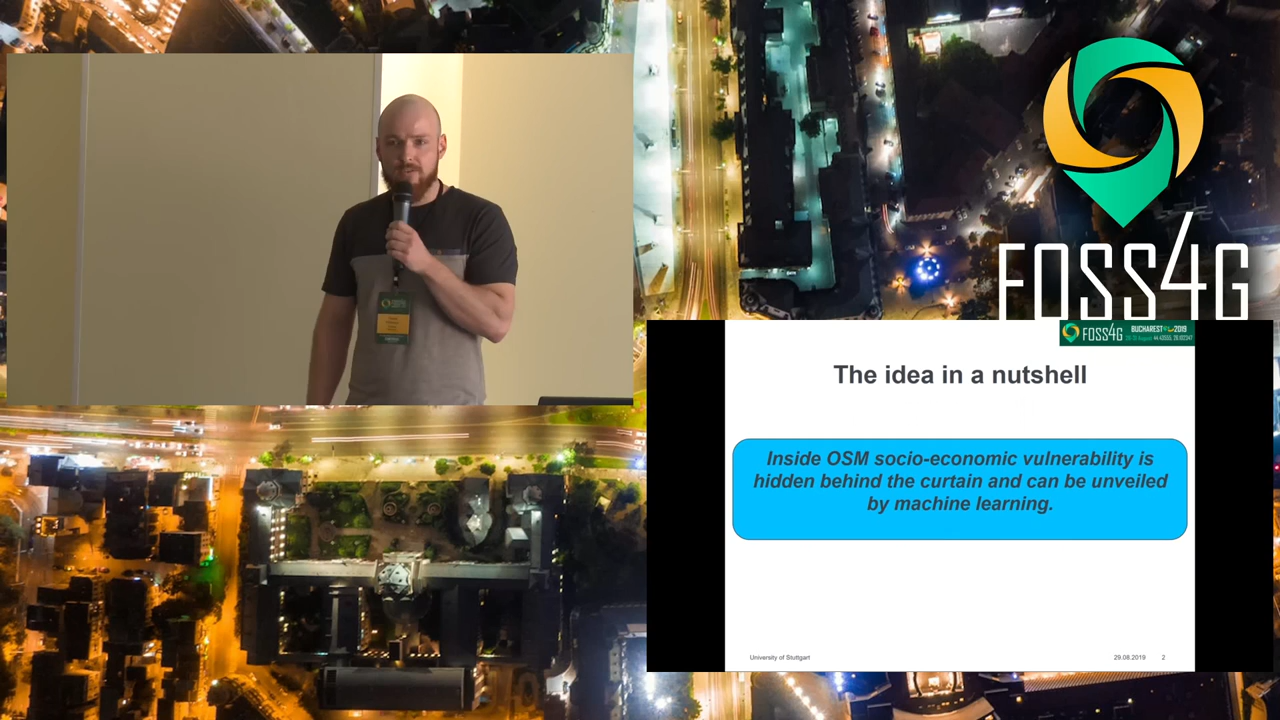 FOSS4G
FOSS4G BUCHAREST 2019
The idea in a nutshell
Inside OSM socio-economic vulnerability is
hidden behind the curtain and can be unveiled
by machine learning.
University of Stuttgart
29.08.2019 2